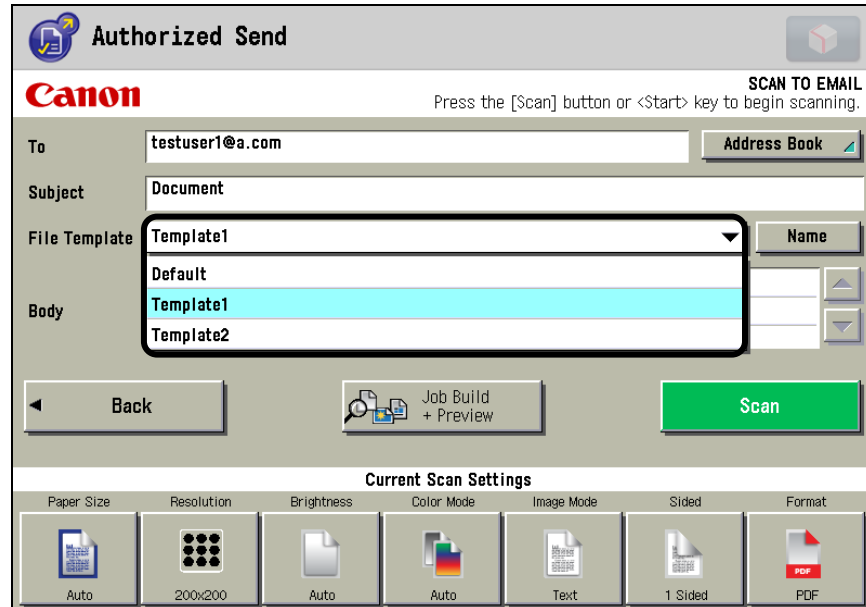 Authorized Send
Canon
SCAN TO EMAIL
Press the [Scan] button or <Start> key to begin scanning.
To
testuser1@a.com
Address Book
Subject
Document
File Template
Template1
Name
Default
Template1
Body
Template2
Back
Job Build
+ Preview
Scan
Current Scan Settings
Paper Size Resolution Brightness Color Mode Image Mode Sided Format
PDF
Auto 200x200 Auto Auto Text 1 Sided PDF